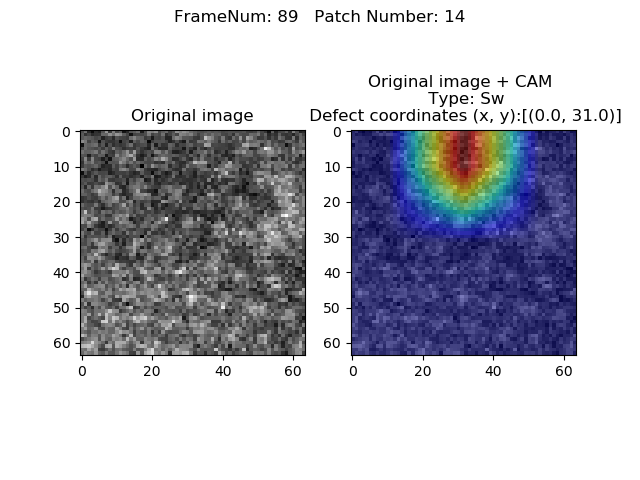 FrameNum: 89   Patch Number: 14
Original image
0
10
20
30
40
50
60
0 20 40 60
Original image + CAM
Type: Sw
Defect coordinates (x, y):[(0.0, 31.0)]
0
10
20
30
40
50
60
0 20 40 60